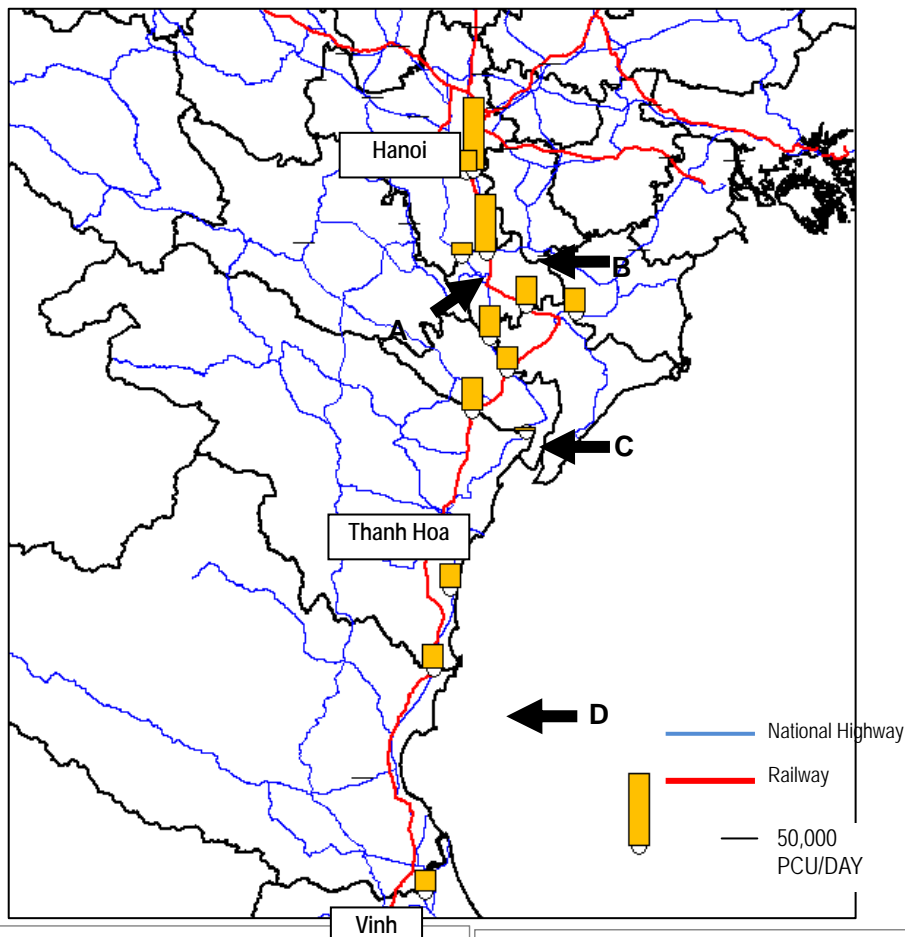 Hanoi
B
A
C
Thanh Hoa
D
National Highway
Railway
50,000
PCU/DAY
Vinh